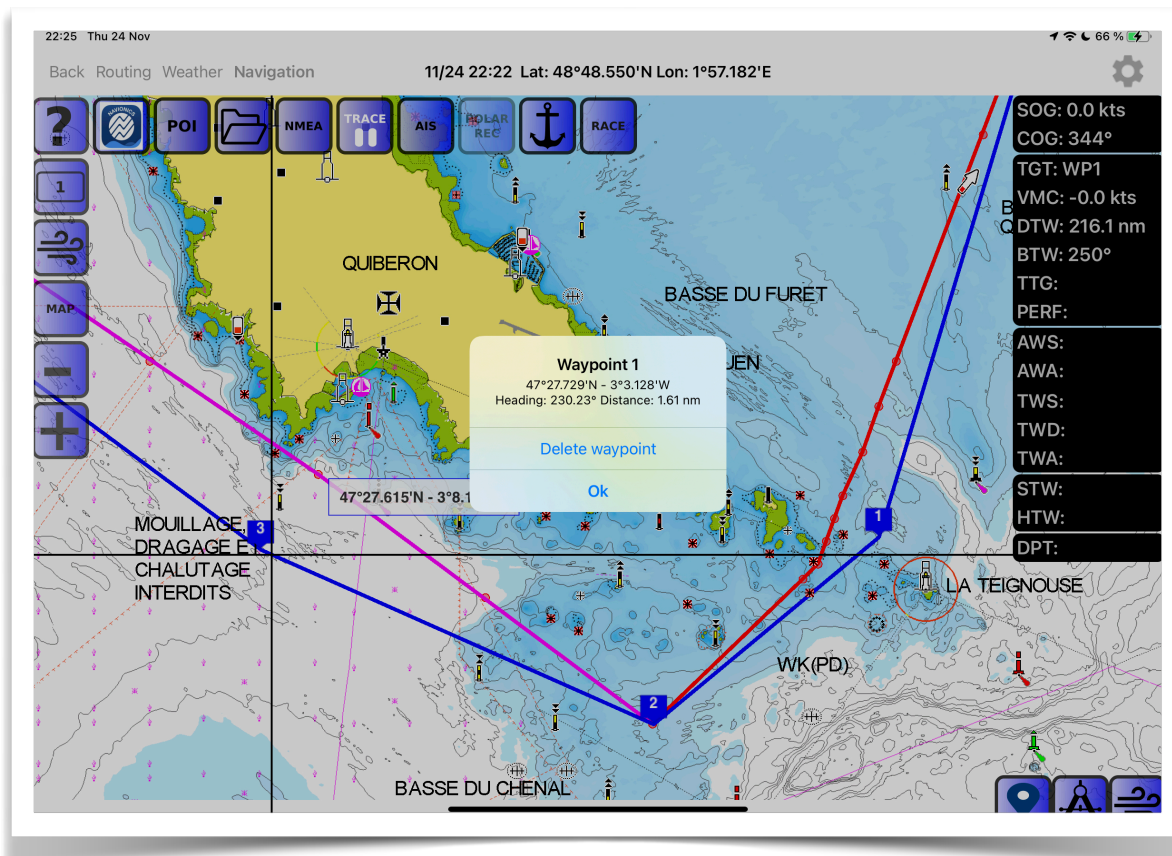 22:25 Thu 24 Nov
66 %
Back Routing Weather Navigation
11/24 22:22 Lat: 48°48.550'N Lon: 1°57.182'E
?
NAVIONICS
POI
NMEA
TRACE
AIS
POLAR
REC
RACE
1
MAP
SOG: 0.0 kts
COG: 344°
TGT: WP1
VMC: -0.0 kts
DTW: 216.1 nm
BTW: 250°
TTG:
PERF:
AWS:
AWA:
TWS:
TWD:
TWA:
STW:
HTW:
DPT:
QUIBERON
BASSE DU FURET
Waypoint 1
47°27.729'N - 3°3.128'W
Heading: 230.23° Distance: 1.61 nm
Delete waypoint
Ok
47°27.615'N - 3°8.1
1
3
MOUILLAGE,
DRAGAGE ET
CHALUTAGE
INTERDITS
LA TEIGNOUSE
WK(PD)
2
BASSE DU CHENAL